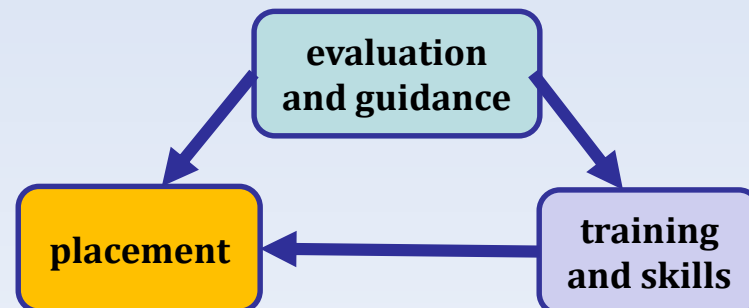 evaluation
and guidance
placement
training
and skills